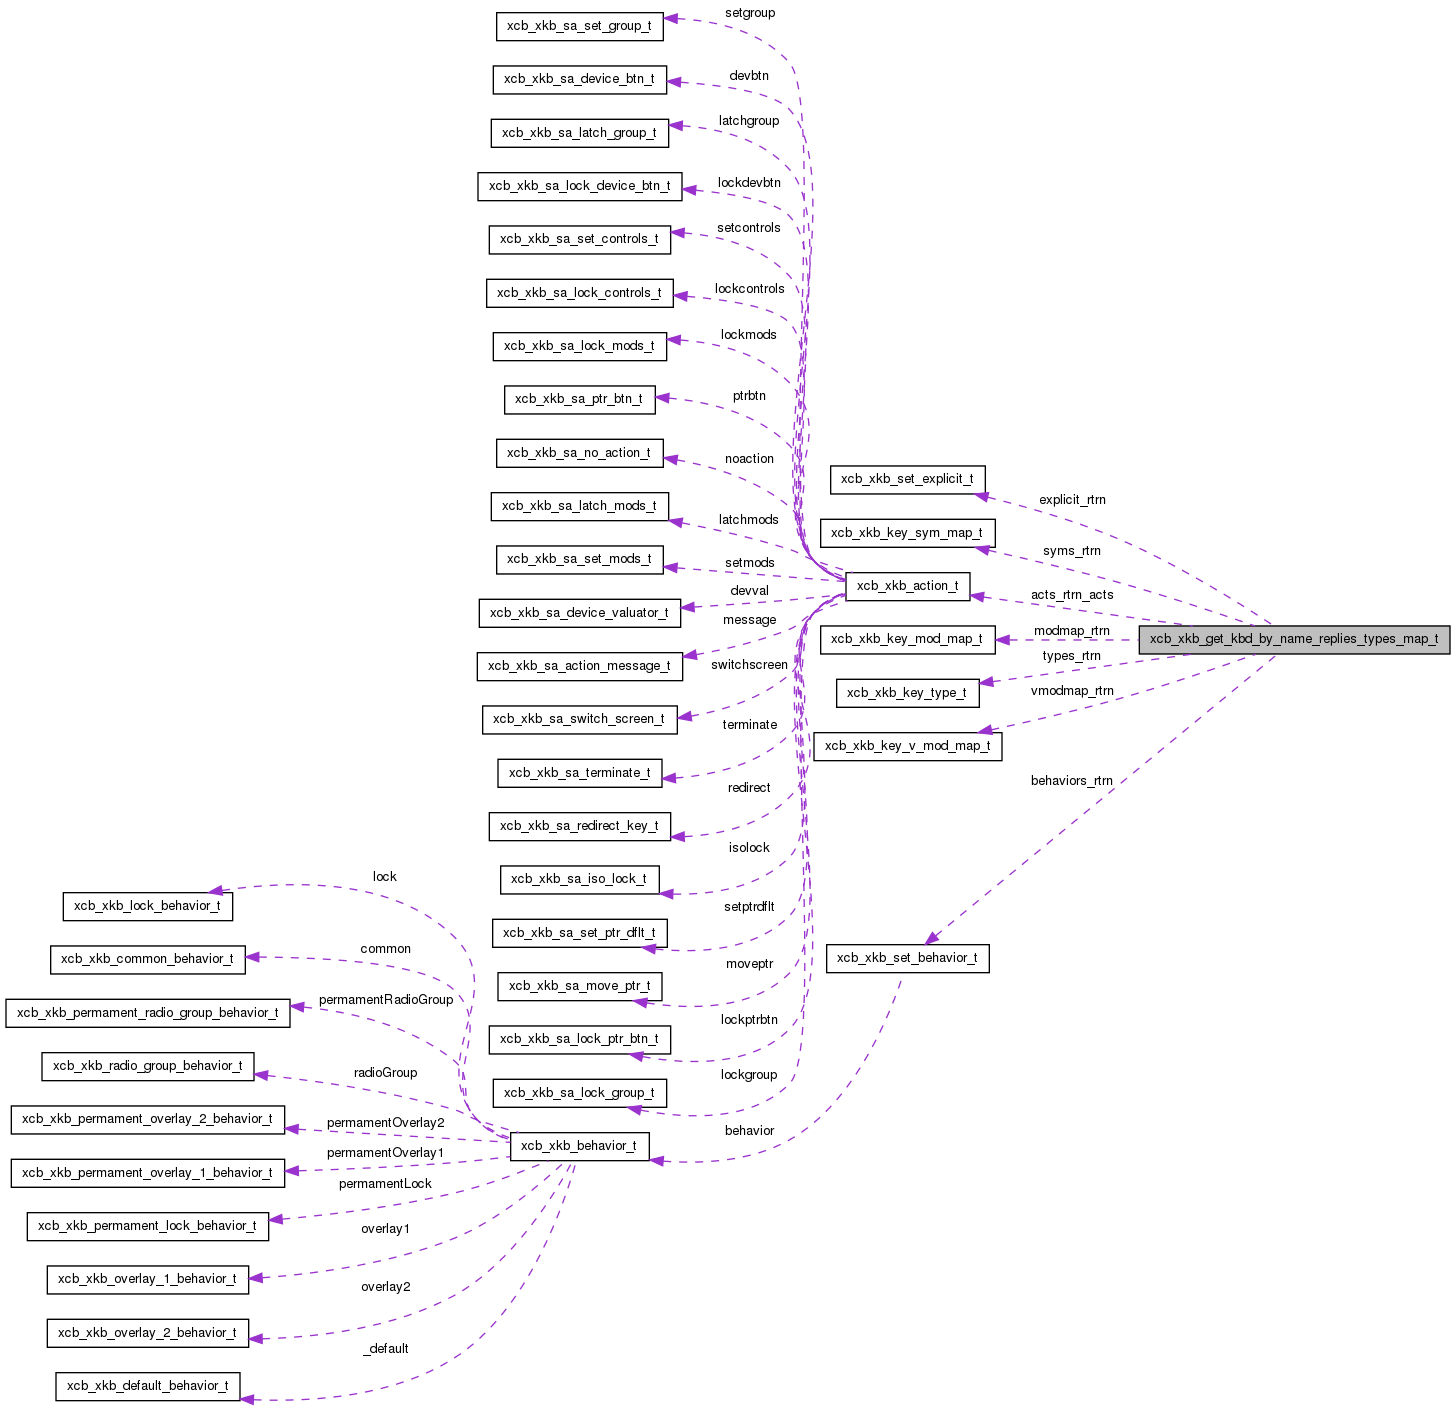 setgroup
xcb_xkb_sa_set_group_t
devbtn
xcb_xkb_sa_device_btn_t
latchgroup
xcb_xkb_sa_latch_group_t
lockdevbtn
xcb_xkb_sa_lock_device_btn_t
setcontrols
xcb_xkb_sa_set_controls_t
lockcontrols
xcb_xkb_sa_lock_controls_t
lockmods
xcb_xkb_sa_lock_mods_t
ptrbtn
xcb_xkb_sa_ptr_btn_t
noaction
xcb_xkb_sa_no_action_t
xcb_xkb_set_explicit_t
explicit_rtrn
xcb_xkb_sa_latch_mods_t
latchmods
xcb_xkb_key_sym_map_t
syms_rtrn
xcb_xkb_sa_set_mods_t
setmods
xcb_xkb_action_t
acts_rtrn_acts
devval
xcb_xkb_sa_device_valuator_t
message
modmap_rtrn
xcb_xkb_key_mod_map_t
xcb_xkb_get_kbd_by_name_replies_types_map_t
types_rtrn
xcb_xkb_sa_action_message_t
switchscreen
xcb_xkb_key_type_t
vmodmap_rtrn
xcb_xkb_sa_switch_screen_t
terminate
xcb_xkb_key_v_mod_map_t
xcb_xkb_sa_terminate_t
redirect
behaviors_rtrn
xcb_xkb_sa_redirect_key_t
isolock
lock
xcb_xkb_sa_iso_lock_t
xcb_xkb_lock_behavior_t
setptrdflt
xcb_xkb_sa_set_ptr_dflt_t
common
xcb_xkb_common_behavior_t
moveptr
xcb_xkb_set_behavior_t
xcb_xkb_sa_move_ptr_t
permamentRadioGroup
xcb_xkb_permament_radio_group_behavior_t
lockptrbtn
xcb_xkb_sa_lock_ptr_btn_t
xcb_xkb_radio_group_behavior_t
radioGroup
lockgroup
xcb_xkb_sa_lock_group_t
xcb_xkb_permament_overlay_2_behavior_t
permamentOverlay2
behavior
xcb_xkb_behavior_t
permamentOverlay1
xcb_xkb_permament_overlay_1_behavior_t
permamentLock
xcb_xkb_permament_lock_behavior_t
overlay1
xcb_xkb_overlay_1_behavior_t
overlay2
xcb_xkb_overlay_2_behavior_t
_default
xcb_xkb_default_behavior_t